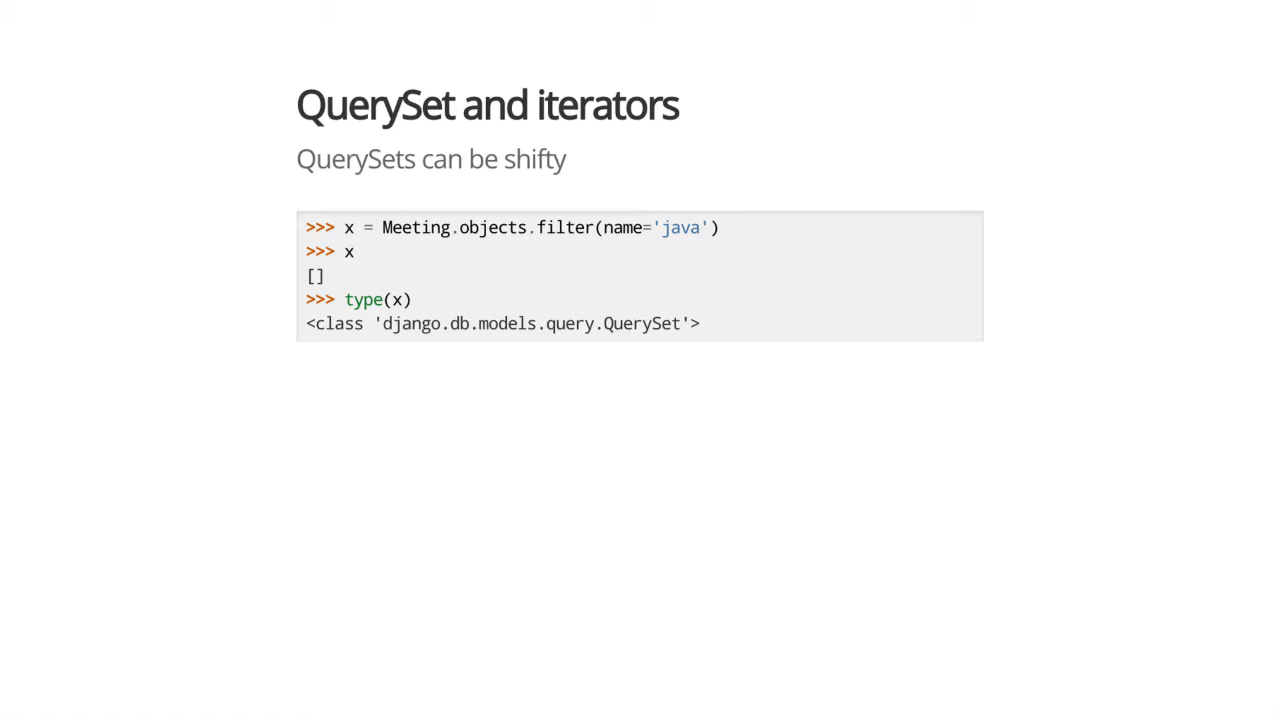 QuerySet and iterators
QuerySets can be shifty
>>> x = Meeting.objects.filter(name='java')
>>> x
[]
>>> type(x)
<class 'django.db.models.query.QuerySet'>